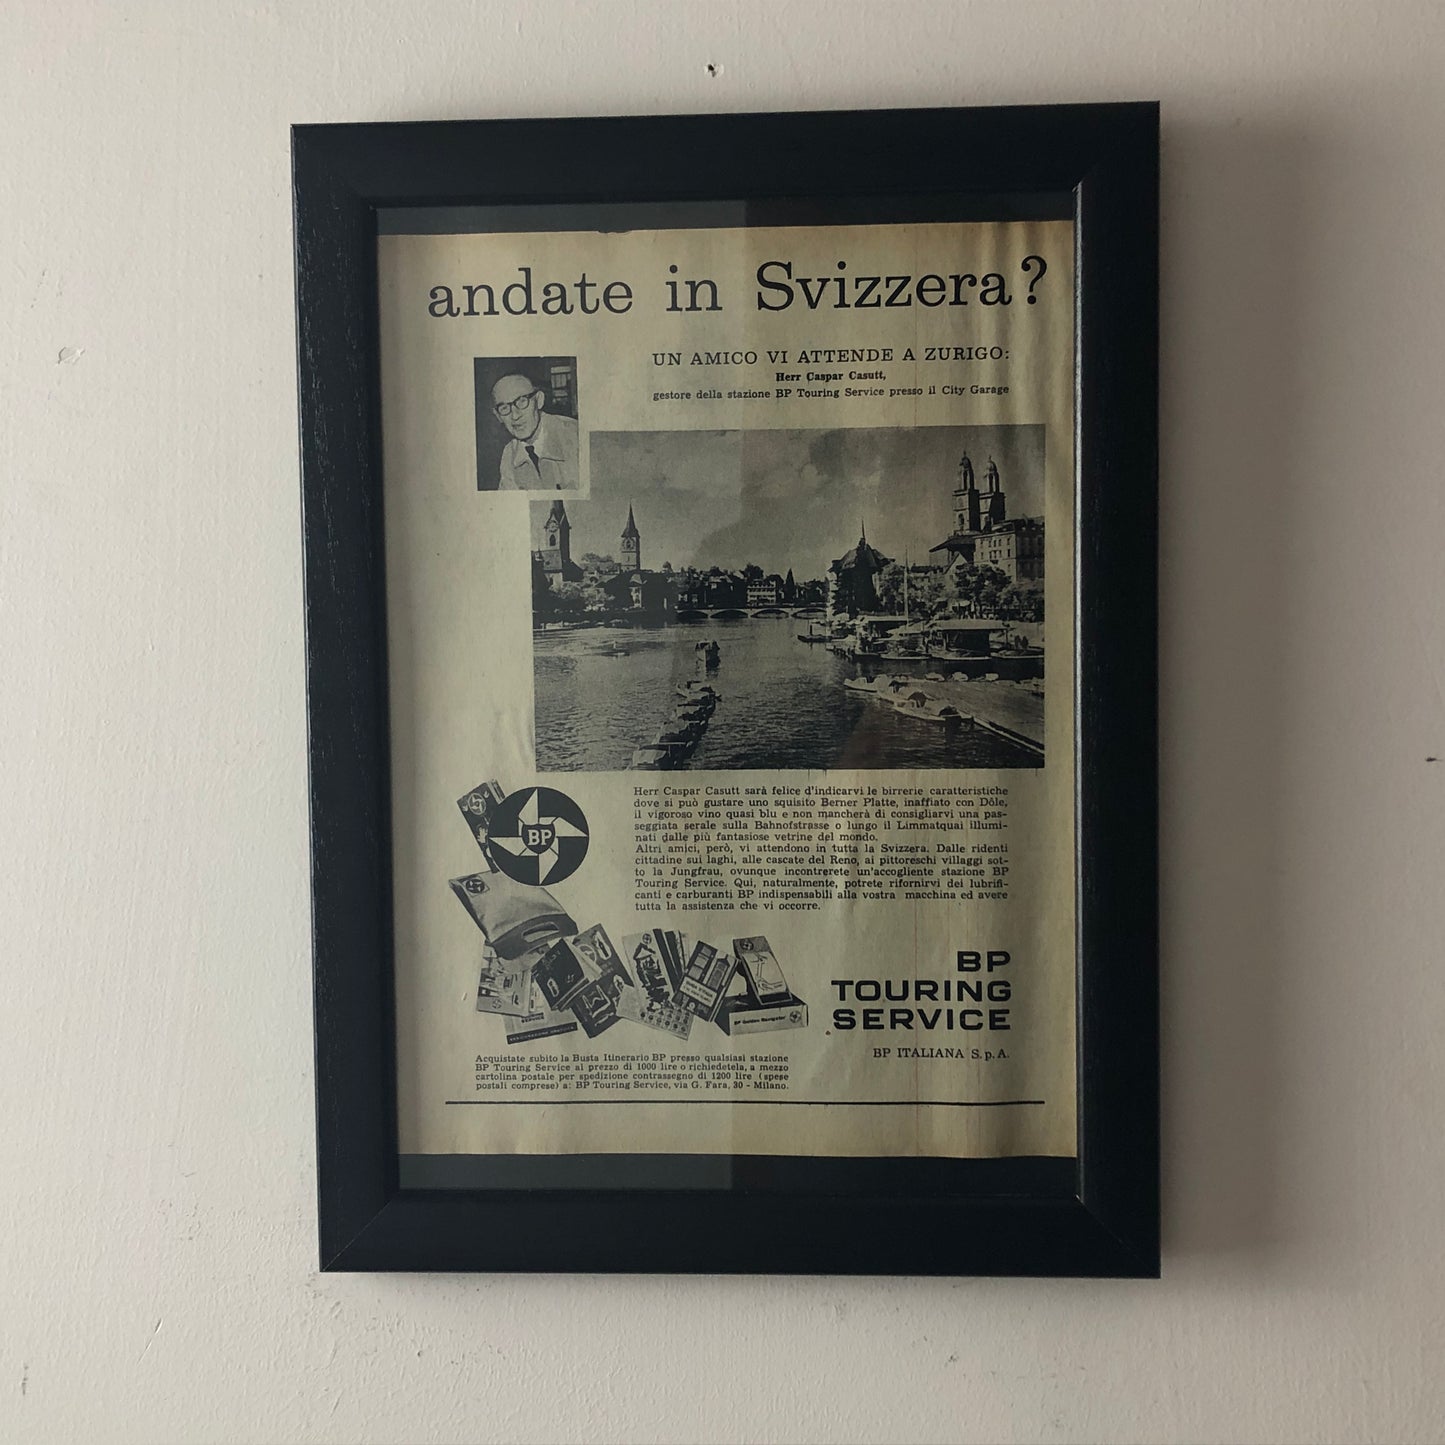 andate in Svizzera?
UN AMICO VI ATTENDE A ZURIGO:
Herr Caspar Casutt,
gestore della stazione BP Touring Service presso il City Garage
Herr Caspar Casutt sarà felice d'indicarvi le birrerie caratteristiche
dove si può gustare uno squisito Berner Platte, inaffiato con Dôle,
il vigoroso vino quasi blu e non mancherà di consigliarvi una pas-
seggiata serale sulla Bahnofstrasse o lungo il Limmatquai illumi-
nati dalle più fantasiose vetrine del mondo.
Altri amici, però, vi attendono in tutta la Svizzera. Dalle ridenti
cittadine sui laghi, alle cascate del Reno, ai pittoreschi villaggi sot-
to la Jungfrau, ovunque incontrerete un'accogliente stazione BP
Touring Service. Qui, naturalmente, potrete rifornirvi dei lubrifi-
canti e carburanti BP indispensabili alla vostra macchina ed avere
tutta la assistenza che vi occorre.
BP
BP
TOURING
SERVICE
BP ITALIANA S.p.A.
SERVICE
BP Golden Navigator
Acquistate subito la Busta Itinerario BP presso qualsiasi stazione
BP Touring Service al prezzo di 1000 lire o richiedetela, a mezzo
cartolina postale per spedizione contrassegno di 1200 lire (spese
postali comprese) a: BP Touring Service, via G. Fara, 30 - Milano.